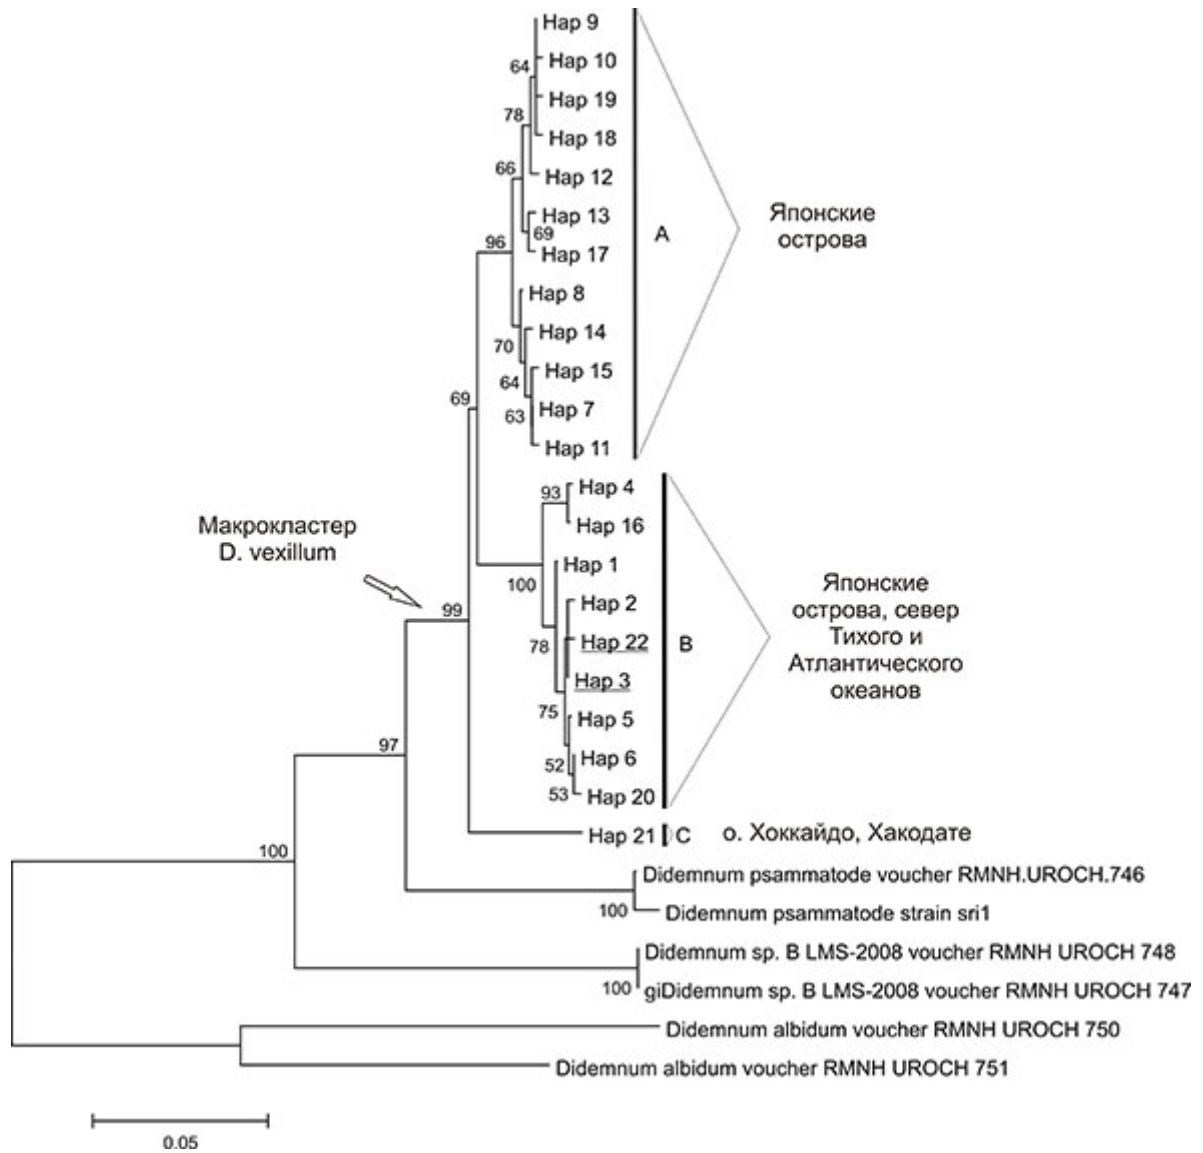 Hap 9
64
Hap 10
Hap 19
78
Hap 18
66
Hap 12
Hap 13
69
96
Hap 17
A
Японские
острова
Hap 8
Hap 14
70
Hap 15
64
69
Hap 7
63
Hap 11
93
Hap 4
Hap 16
Макрокластер
D. vexillum
Hap 1
100
Hap 2
99
Hap 22
78
B
Японские
острова, север
Тихого и
Атлантического
океанов
Hap 3
75
Hap 5
97
Hap 6
52
53
Hap 20
Hap 21
C
о. Хоккайдо, Хакодате
100
Didemnum psammatode voucher RMNH.UROCH.746
100
Didemnum psammatode strain sri1
Didemnum sp. B LMS-2008 voucher RMNH UROCH 748
100
giDidemnum sp. B LMS-2008 voucher RMNH UROCH 747
Didemnum albidum voucher RMNH UROCH 750
Didemnum albidum voucher RMNH UROCH 751
0.05